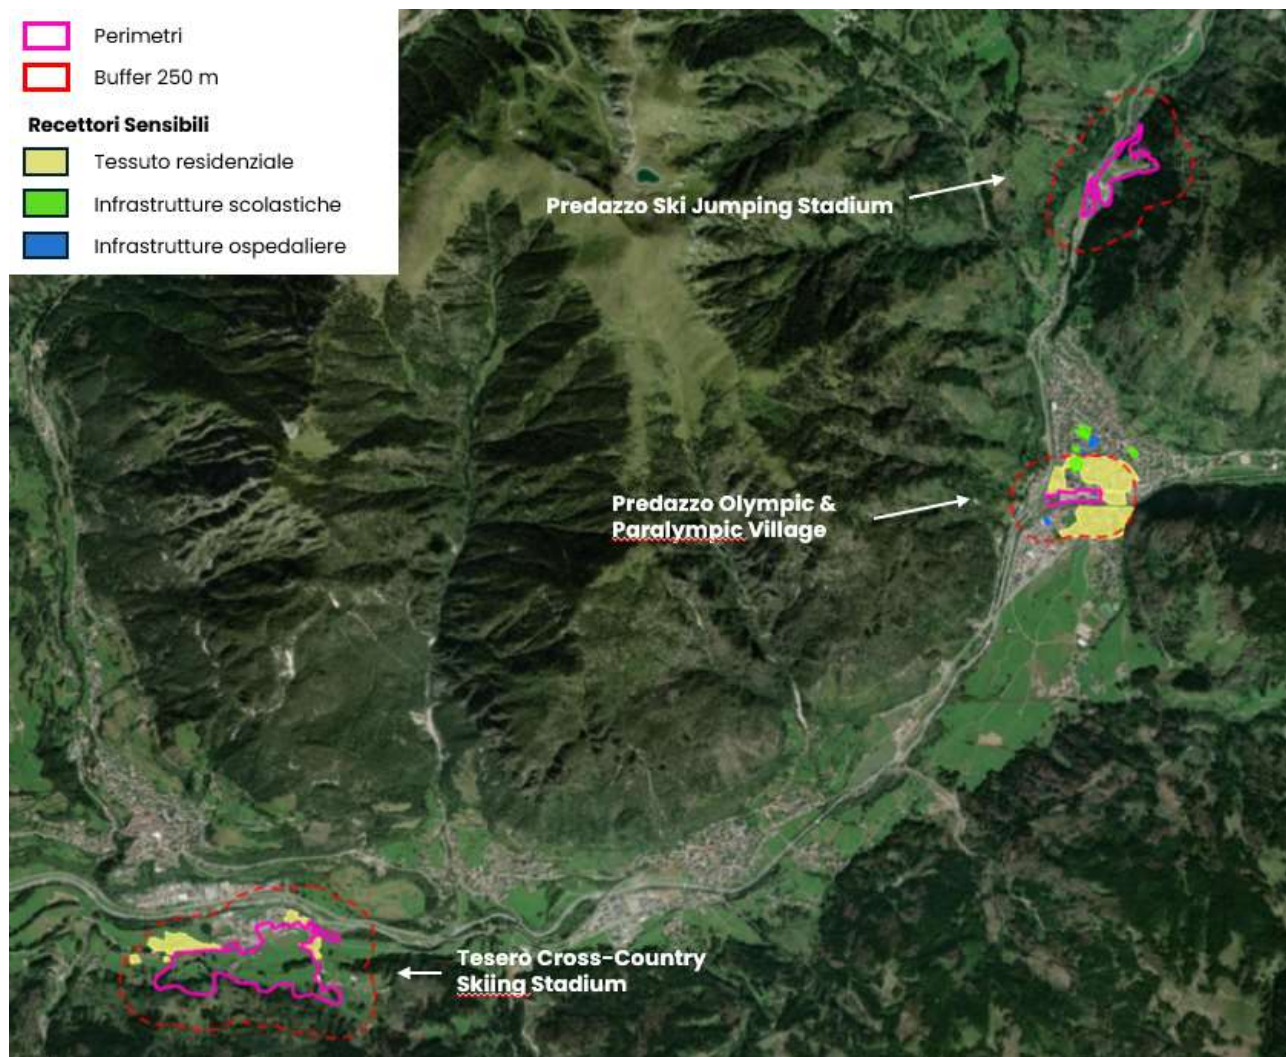 Perimetri
Buffer 250 m
Recettori Sensibili
Tessuto residenziale
Infrastrutture scolastiche
Infrastrutture ospedaliere
Predazzo Ski Jumping Stadium
Predazzo Olympic &
Paralympic Village
Tesero Cross-Country
Skiing Stadium